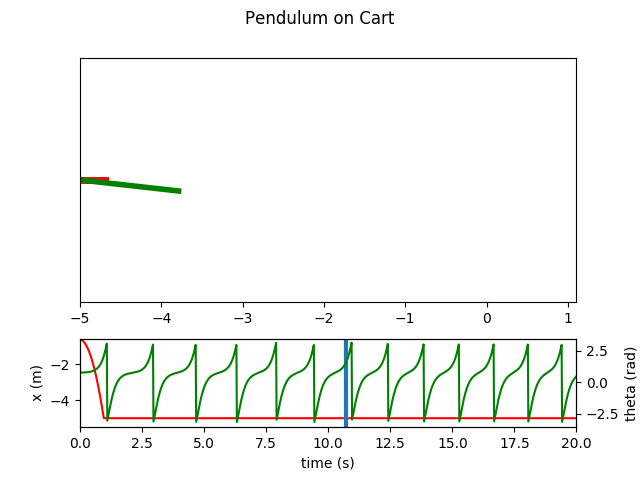 Pendulum on Cart
−5 −4 −3 −2 −1 0 1
−2
−4
x (m)
2.5
0.0
−2.5
theta (rad)
0.0 2.5 5.0 7.5 10.0 12.5 15.0 17.5 20.0
time (s)